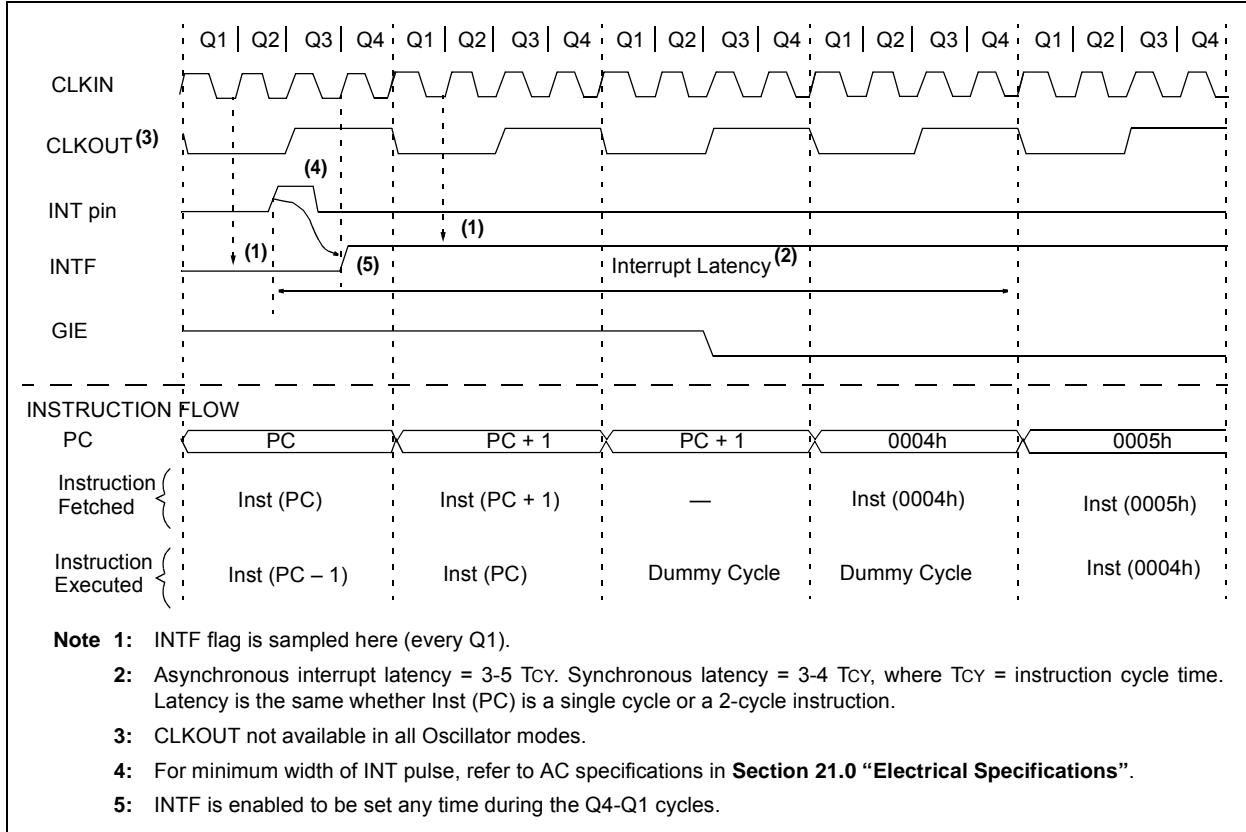 Q1 Q2 Q3 Q4 Q1 Q2 Q3 Q4 Q1 Q2 Q3 Q4 Q1 Q2 Q3 Q4 Q1 Q2 Q3 Q4
CLKIN
CLKOUT (3)
(4)
INT pin
(1) (1)
INTF (5) Interrupt Latency (2)
GIE
INSTRUCTION FLOW
PC PC PC + 1 PC + 1 0004h 0005h
Instruction Fetched Inst (PC) Inst (PC + 1) — Inst (0004h) Inst (0005h)
Instruction Executed Inst (PC – 1) Inst (PC) Dummy Cycle Dummy Cycle Inst (0004h)
Note 1: INTF flag is sampled here (every Q1).
2: Asynchronous interrupt latency = 3-5 TCY. Synchronous latency = 3-4 TCY, where TCY = instruction cycle time.
Latency is the same whether Inst (PC) is a single cycle or a 2-cycle instruction.
3: CLKOUT not available in all Oscillator modes.
4: For minimum width of INT pulse, refer to AC specifications in Section 21.0 “Electrical Specifications”.
5: INTF is enabled to be set any time during the Q4-Q1 cycles.